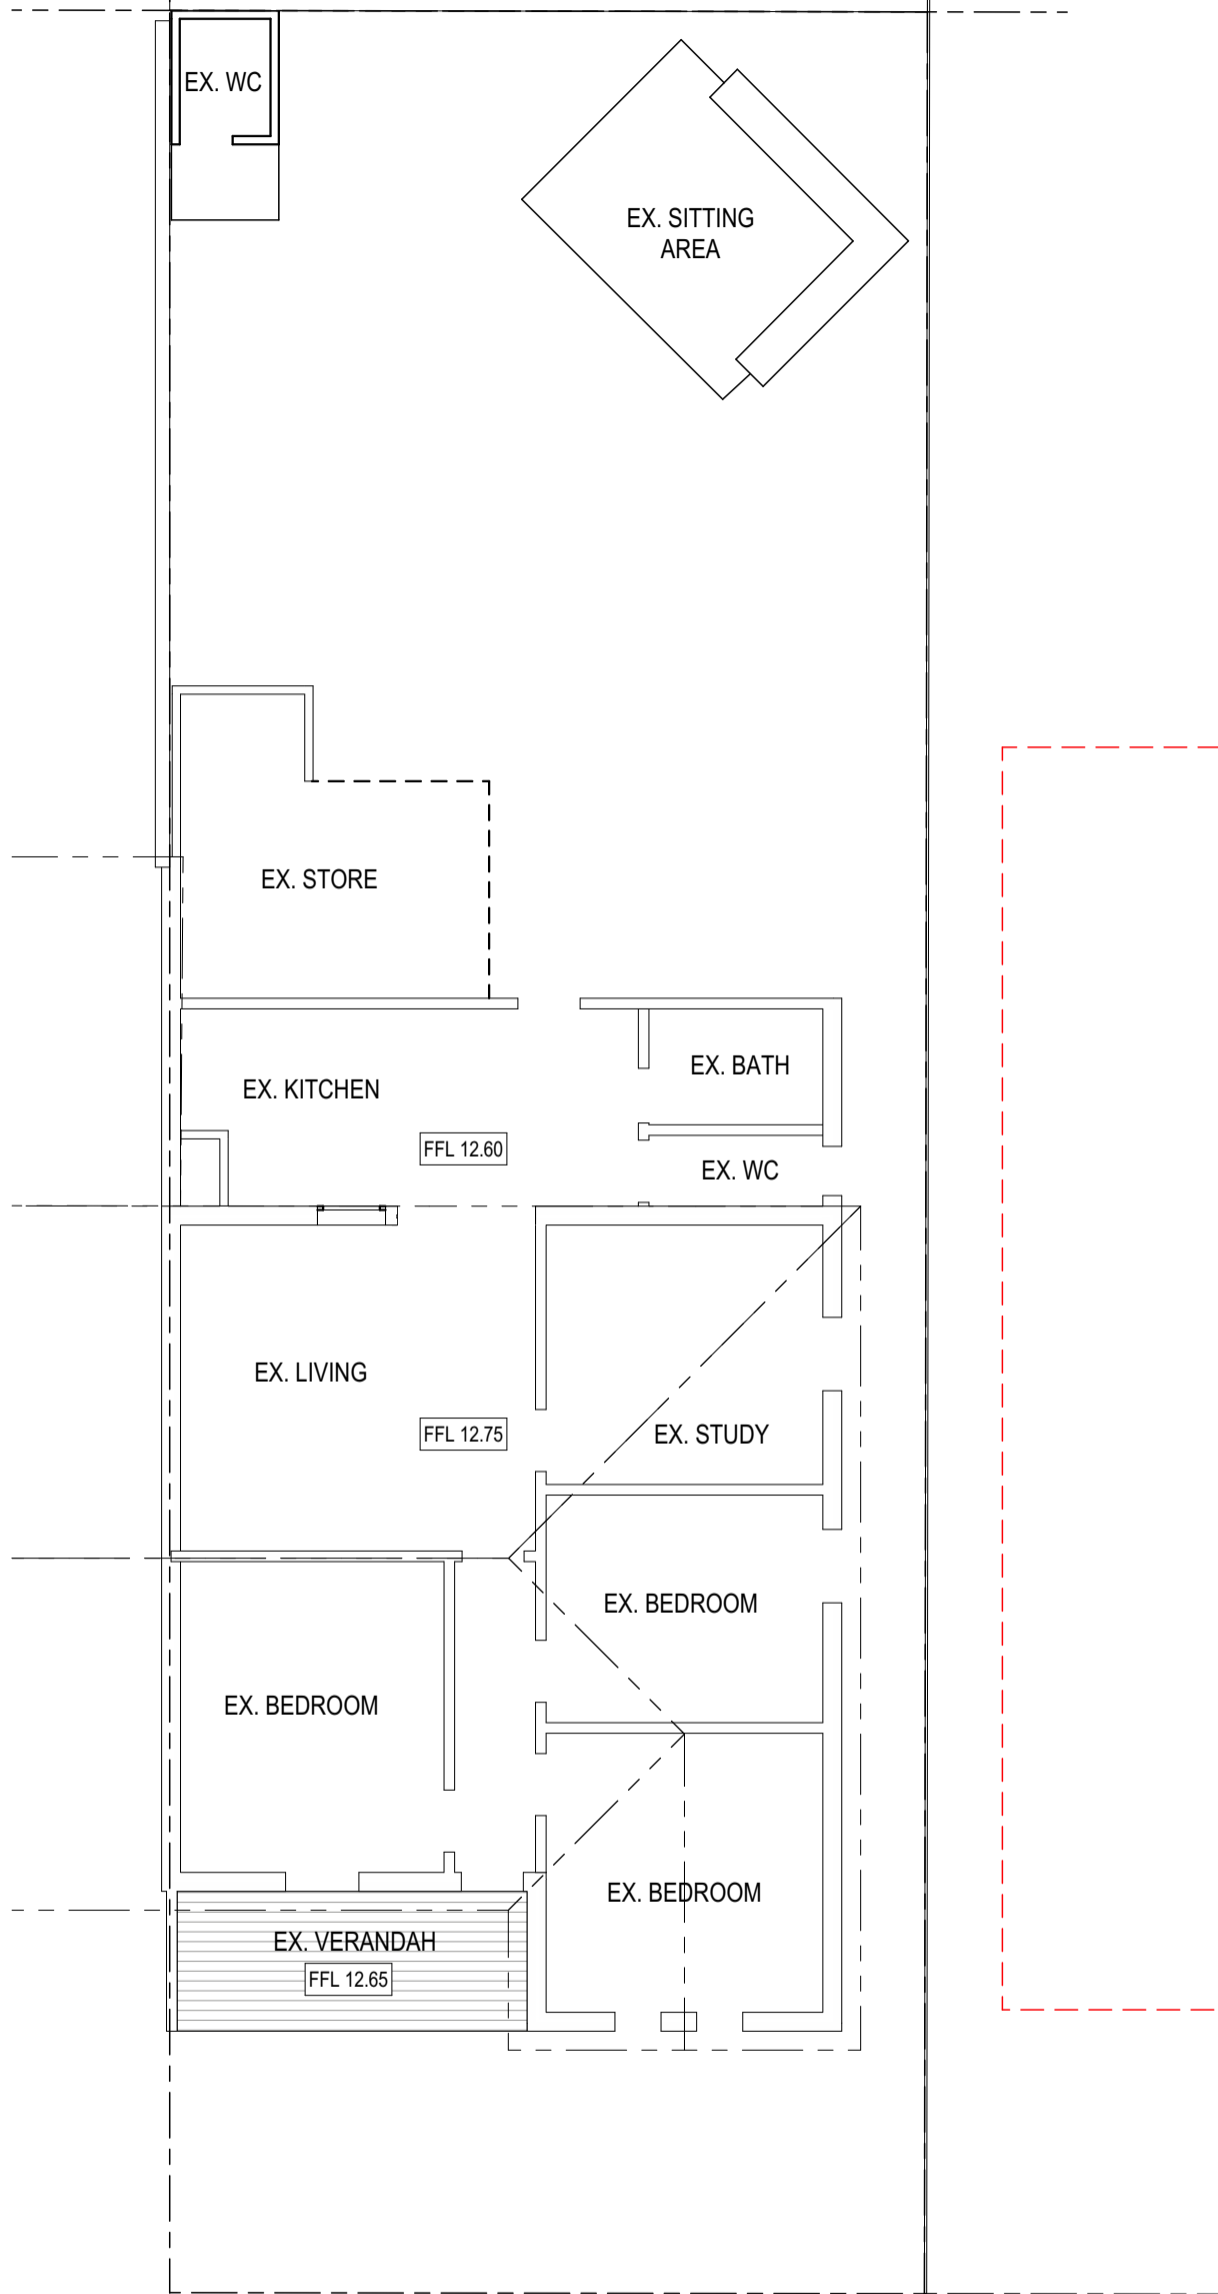 EX. WC
EX. SITTING
AREA
EX. STORE
EX. KITCHEN
EX. BATH
FFL 12.60
EX. WC
EX. LIVING
FFL 12.75
EX. STUDY
EX. BEDROOM
EX. BEDROOM
EX. BEDROOM
EX. VERANDAH
FFL 12.65